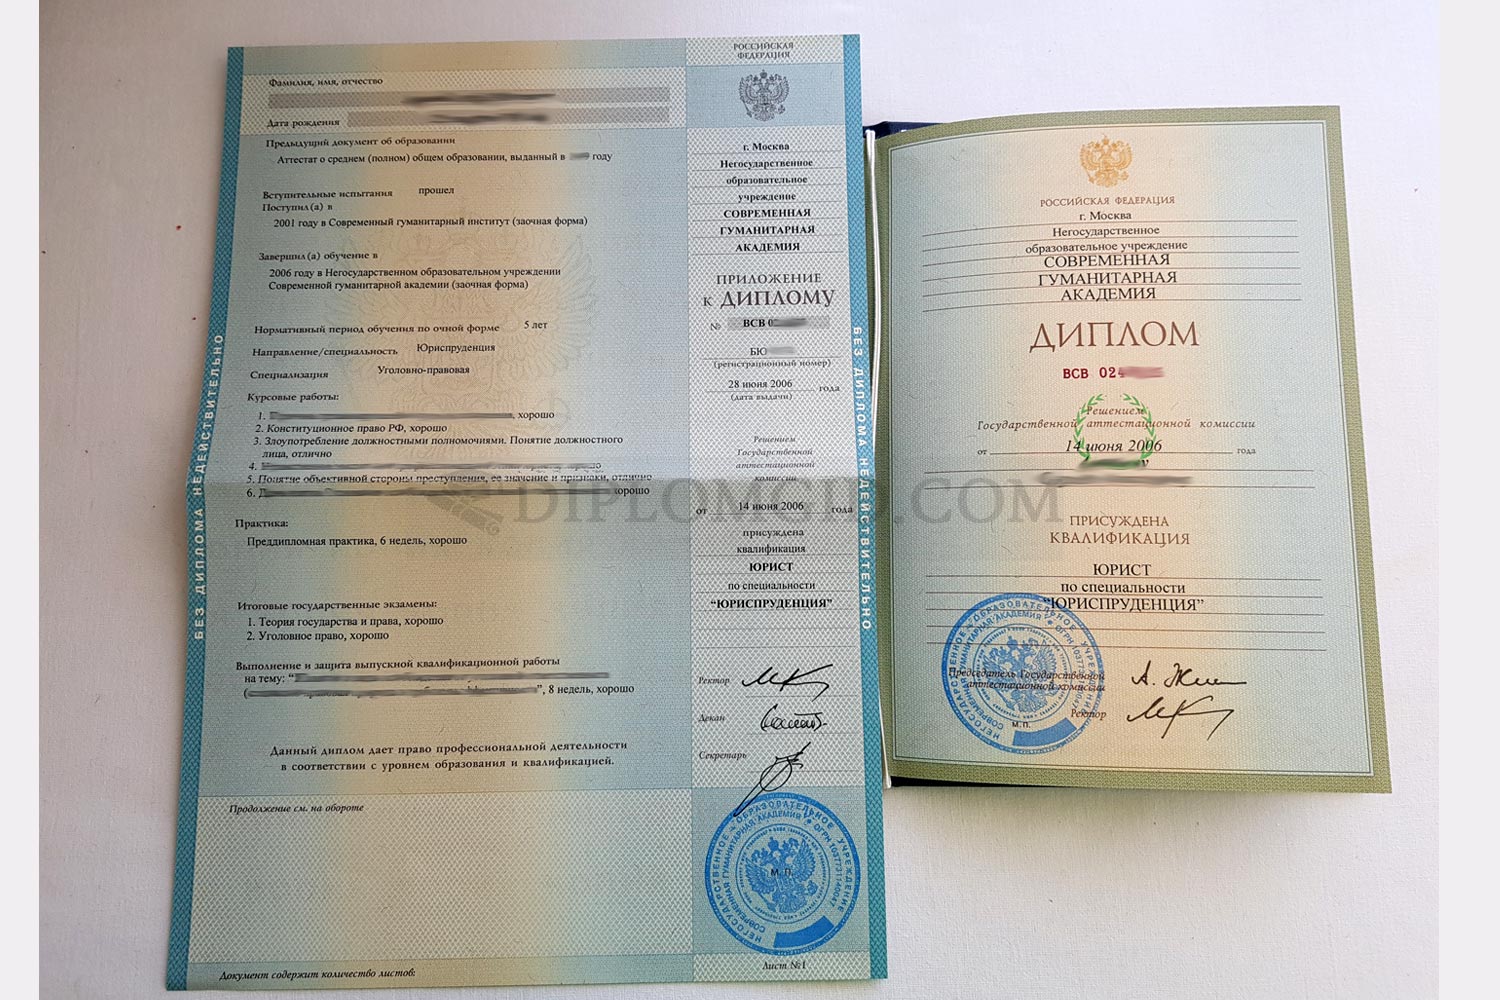 Фамилия, имя, отчество
Дата рождения
Предыдущий документ об образовании
Аттестат о среднем (полном) общем образовании, выданный в году
Вступительные испытания прошел
Поступил(а) в
2001 году в Современный гуманитарный институт (заочная форма)
Завершил(а) обучение в
2006 году в Негосударственном образовательном учреждении
Современной гуманитарной академии (заочная форма)
Нормативный период обучения по очной форме 5 лет
Направление/специальность Юриспруденция
Специализация Уголовно-правовая
Курсовые работы:
1. , хорошо
2. Конституционное право РФ, хорошо
3. Злоупотребление должностными полномочиями. Понятие должностного
лица, отлично
4.
5. Понятие объективной стороны преступления, ее значение и признаки, отлично
6. хорошо
Практика:
Преддипломная практика, 6 недель, хорошо
Итоговые государственные экзамены:
1. Теория государства и права, хорошо
2. Уголовное право, хорошо
Выполнение и защита выпускной квалификационной работы
на тему: “
( ”, 8 недель, хорошо
Данный диплом дает право профессиональной деятельности
в соответствии с уровнем образования и квалификацией.
Продолжение см. на обороте
Документ содержит количество листов:
БЕЗ ДИПЛОМА НЕДЕЙСТВИТЕЛЬНО
РОССИЙСКАЯ
ФЕДЕРАЦИЯ
г. Москва
Негосударственное
образовательное
учреждение
СОВРЕМЕННАЯ
ГУМАНИТАРНАЯ
АКАДЕМИЯ
ПРИЛОЖЕНИЕ
к ДИПЛОМУ
№ ВСВ 0
БЮ
(регистрационный номер)
28 июня 2006 года
(дата выдачи)
Решением
Государственной
аттестационной
комиссии
от 14 июня 2006 года
присуждена
квалификация
ЮРИСТ
по специальности
“ЮРИСПРУДЕНЦИЯ”
Ректор
Декан
Секретарь
М.П.
Лист №1
БЕЗ ДИПЛОМА НЕДЕЙСТВИТЕЛЬНО
РОССИЙСКАЯ ФЕДЕРАЦИЯ
г. Москва
Негосударственное
образовательное учреждение
СОВРЕМЕННАЯ
ГУМАНИТАРНАЯ
АКАДЕМИЯ
ДИПЛОМ
ВСВ 02
Решением
Государственной аттестационной комиссии
от 14 июня 2006 года
ПРИСУЖДЕНА
КВАЛИФИКАЦИЯ
ЮРИСТ
по специальности
“ЮРИСПРУДЕНЦИЯ”
Председатель Государственной
аттестационной комиссии
Ректор
М.П.
DIPLOMCID.COM